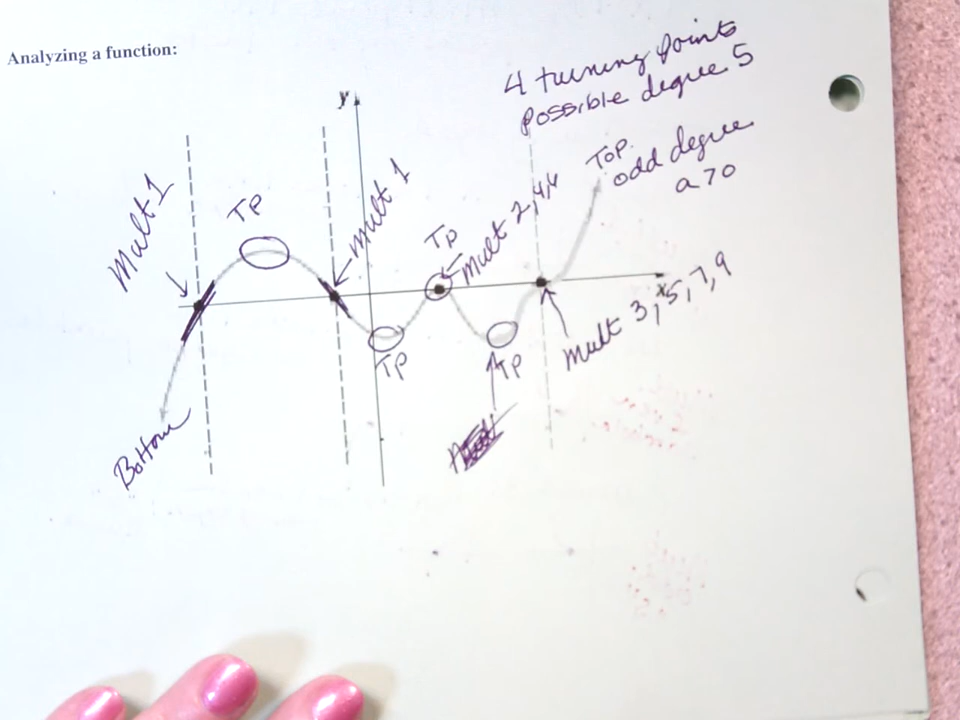 Analyzing a function:
4 turning points
possible degree 5
y
TOP
odd degree
a>0
Mult 1
TP
mult 1
TP
Mult 2,4,6
x
Mult 3,5,7,9
TP
TP
Bottom